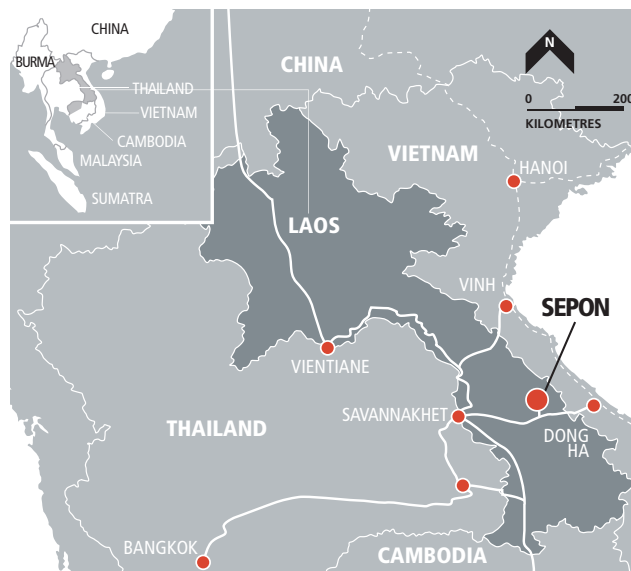 CHINA
BURMA
THAILAND
VIETNAM
CAMBODIA
MALAYSIA
SUMATRA
CHINA
N
0 200
KILOMETRES
VIETNAM
HANOI
LAOS
VINH
SEPON
VIENTIANE
SAVANNAKHET
THAILAND
DONG
HA
BANGKOK
CAMBODIA